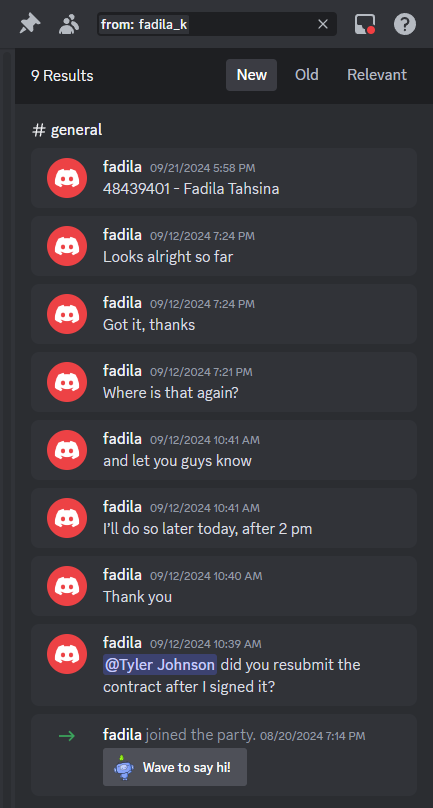 from: fadila_k
9 Results
New
Old
Relevant
# general
fadila 09/21/2024 5:58 PM
48439401 - Fadila Tahsina
fadila 09/12/2024 7:24 PM
Looks alright so far
fadila 09/12/2024 7:24 PM
Got it, thanks
fadila 09/12/2024 7:21 PM
Where is that again?
fadila 09/12/2024 10:41 AM
and let you guys know
fadila 09/12/2024 10:41 AM
I'll do so later today, after 2 pm
fadila 09/12/2024 10:40 AM
Thank you
fadila 09/12/2024 10:39 AM
@Tyler Johnson did you resubmit the
contract after I signed it?
fadila joined the party. 08/20/2024 7:14 PM
Wave to say hi!